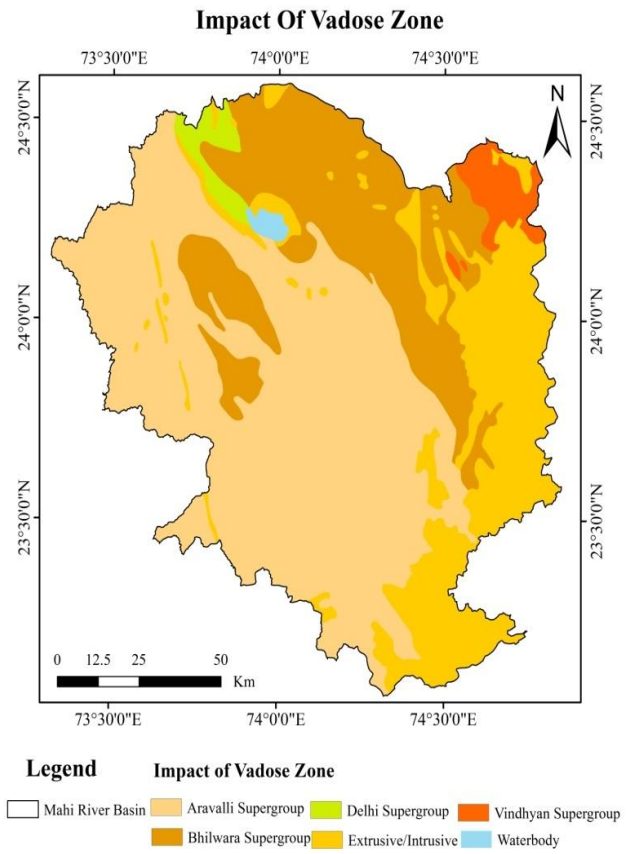 Impact Of Vadose Zone
73°30'0"E 74°0'0"E 74°30'0"E
N
24°30'0"N 24°30'0"N
24°0'0"N 24°0'0"N
23°30'0"N 23°30'0"N
0 12.5 25 50
Km
73°30'0"E 74°0'0"E 74°30'0"E
Legend Impact of Vadose Zone
Mahi River Basin Aravalli Supergroup Delhi Supergroup Vindhyan Supergroup
Bhilwara Supergroup Extrusive/Intrusive Waterbody